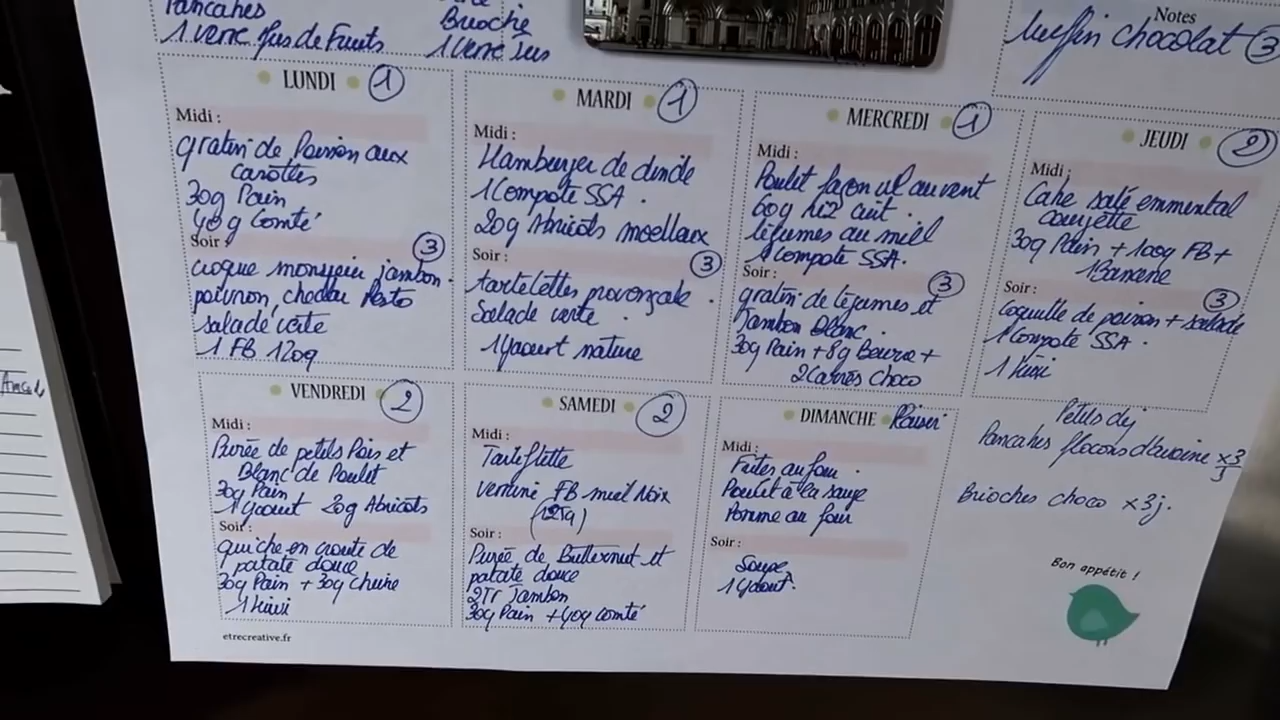 Pancakes
1 verre Jus de Fruits
Brioche
1 Verre Jus
Notes
Muffin chocolat 3
LUNDI 1
Midi :
gratin de Poisson aux
carottes
30g Pain
40g Comté
Soir : 3
croque monsieur jambon
poivron, cheddar Pesto
salade verte
1 FB 120g
MARDI 1
Midi :
Hamburger de dinde
1 Compote SSA
20g Abricots moelleux
Soir : 3
tartelettes provençale
Salade verte
1 yaourt nature
MERCREDI 1
Midi :
Poulet façon vol au vent
60g riz cuit
légumes au miel
1 Compote SSA.
Soir : 3
gratin de légumes et
Jambon Blanc.
30g Pain + 8g Beurre +
2 Carrés Choco
JEUDI 2
Midi :
Cake salé emmental
courgette
30g Pain + 100g FB +
1 Banane
Soir : 3
coquille de poisson + salade
1 Compote SSA.
1 kiwi
VENDREDI 2
Midi :
Purée de petits Pois et
Blanc de Poulet
30g Pain
1 yaourt 20g Abricots
Soir :
quiche en croute de
patate douce
30g Pain + 30g Chèvre
1 kiwi
SAMEDI 2
Midi :
Tartiflette
verrine FB miel Noix
(125g)
Soir :
Purée de Butternut et
patate douce
2Tr Jambon
30g Pain + 40g comté
DIMANCHE Plaisir
Midi :
Frites au four
Poulet à la sauge
Pomme au four
Soir :
Soupe
1 yaourt.
Petits dej
Pancakes flocons d'avoine x3
j
Brioches choco x3j.
Bon appétit !
etrecreative.fr